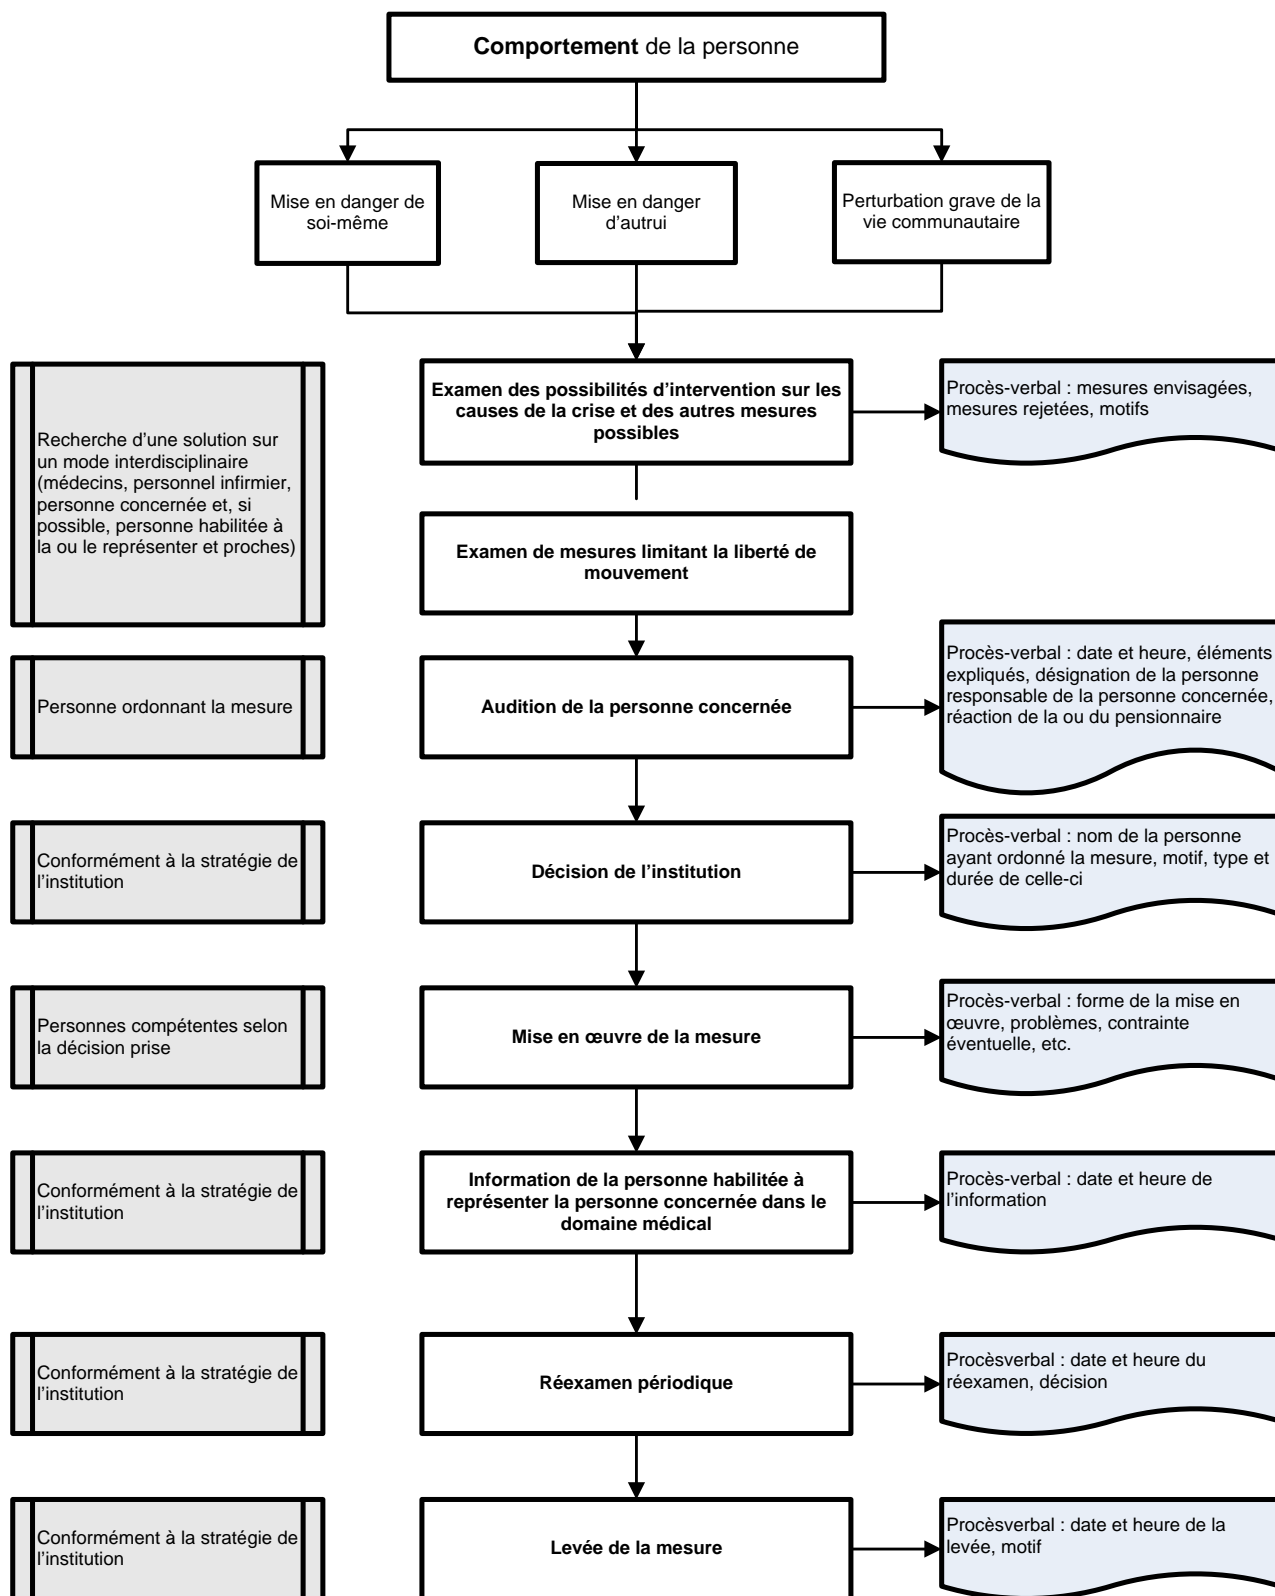 Comportement de la personne
Mise en danger de
soi-même
Mise en danger
d’autrui
Perturbation grave de la
vie communautaire
Recherche d’une solution sur
un mode interdisciplinaire
(médecins, personnel infirmier,
personne concernée et, si
possible, personne habilitée à
la ou le représenter et proches)
Examen des possibilités d’intervention sur les
causes de la crise et des autres mesures
possibles
Procès-verbal : mesures envisagées,
mesures rejetées, motifs
Examen de mesures limitant la liberté de
mouvement
Personne ordonnant la mesure
Audition de la personne concernée
Procès-verbal : date et heure, éléments
expliqués, désignation de la personne
responsable de la personne concernée,
réaction de la ou du pensionnaire
Conformément à la stratégie de
l’institution
Décision de l’institution
Procès-verbal : nom de la personne
ayant ordonné la mesure, motif, type et
durée de celle-ci
Personnes compétentes selon
la décision prise
Mise en œuvre de la mesure
Procès-verbal : forme de la mise en
œuvre, problèmes, contrainte
éventuelle, etc.
Conformément à la stratégie de
l’institution
Information de la personne habilitée à
représenter la personne concernée dans le
domaine médical
Procès-verbal : date et heure de
l’information
Conformément à la stratégie de
l’institution
Réexamen périodique
Procèsverbal : date et heure du
réexamen, décision
Conformément à la stratégie de
l’institution
Levée de la mesure
Procèsverbal : date et heure de la
levée, motif